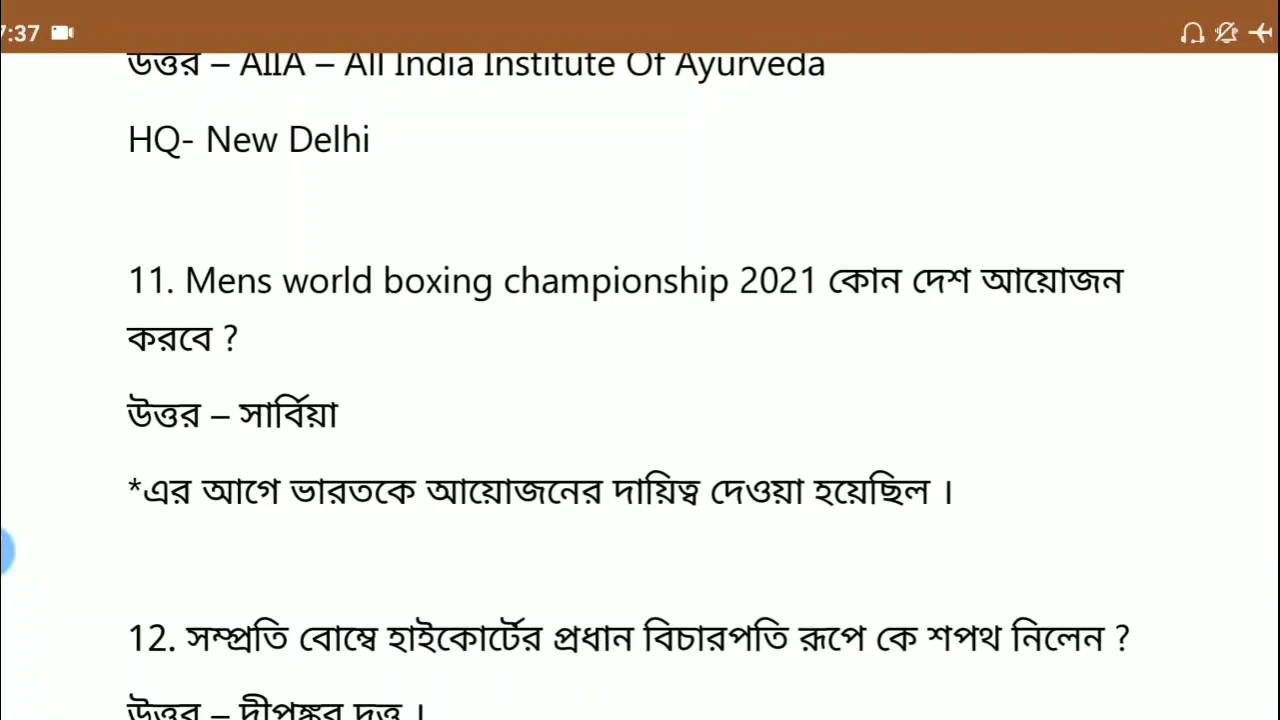 7:37
উত্তর – AIIA – All India Institute Of Ayurveda
HQ- New Delhi
11. Mens world boxing championship 2021 কোন দেশ আয়োজন
করবে ?
উত্তর – সার্বিয়া
*এর আগে ভারতকে আয়োজনের দায়িত্ব দেওয়া হয়েছিল ।
12. সম্প্রতি বোম্বে হাইকোর্টের প্রধান বিচারপতি রূপে কে শপথ নিলেন ?
উত্তর – দীপঙ্কর দত্ত ।